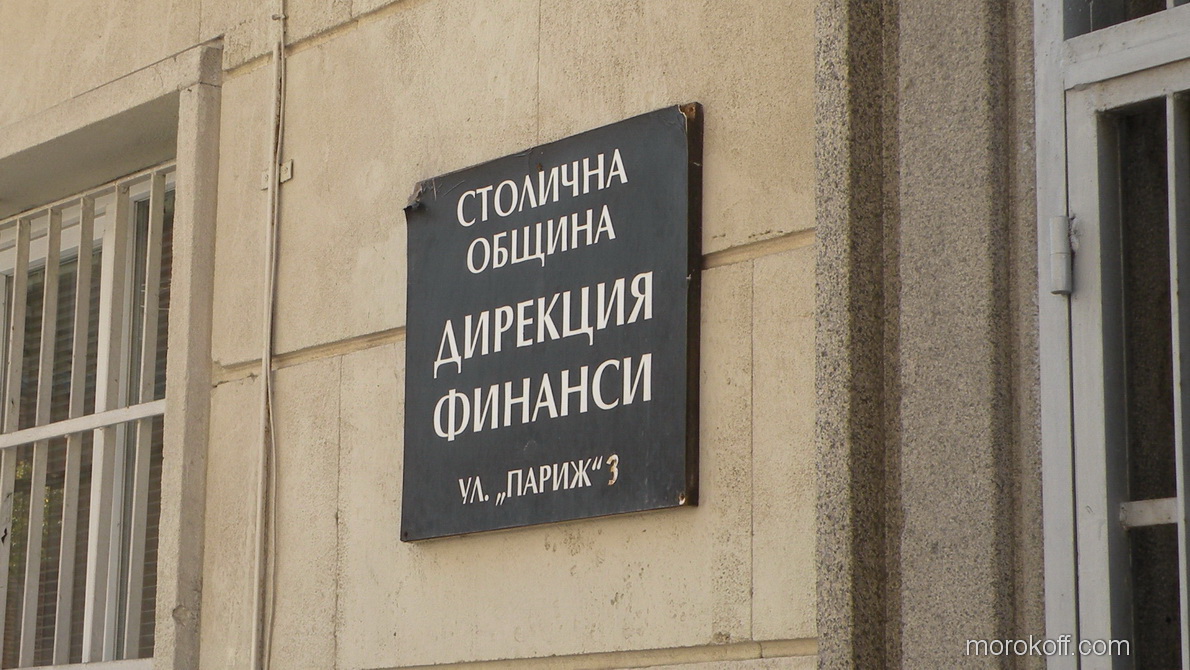 СТОЛИЧНА
ОБЩИНА
ДИРЕКЦИЯ
ФИНАНСИ
УЛ. „ПАРИЖ“ 3
morokoff.com